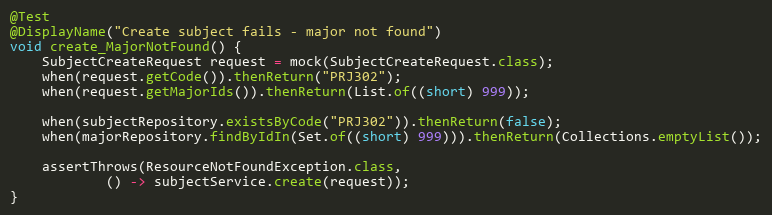 @Test
@DisplayName("Create subject fails - major not found")
void create_MajorNotFound() {
    SubjectCreateRequest request = mock(SubjectCreateRequest.class);
    when(request.getCode()).thenReturn("PRJ302");
    when(request.getMajorIds()).thenReturn(List.of((short) 999));

    when(subjectRepository.existsByCode("PRJ302")).thenReturn(false);
    when(majorRepository.findByIdIn(Set.of((short) 999))).thenReturn(Collections.emptyList());

    assertThrows(ResourceNotFoundException.class,
            () -> subjectService.create(request));
}